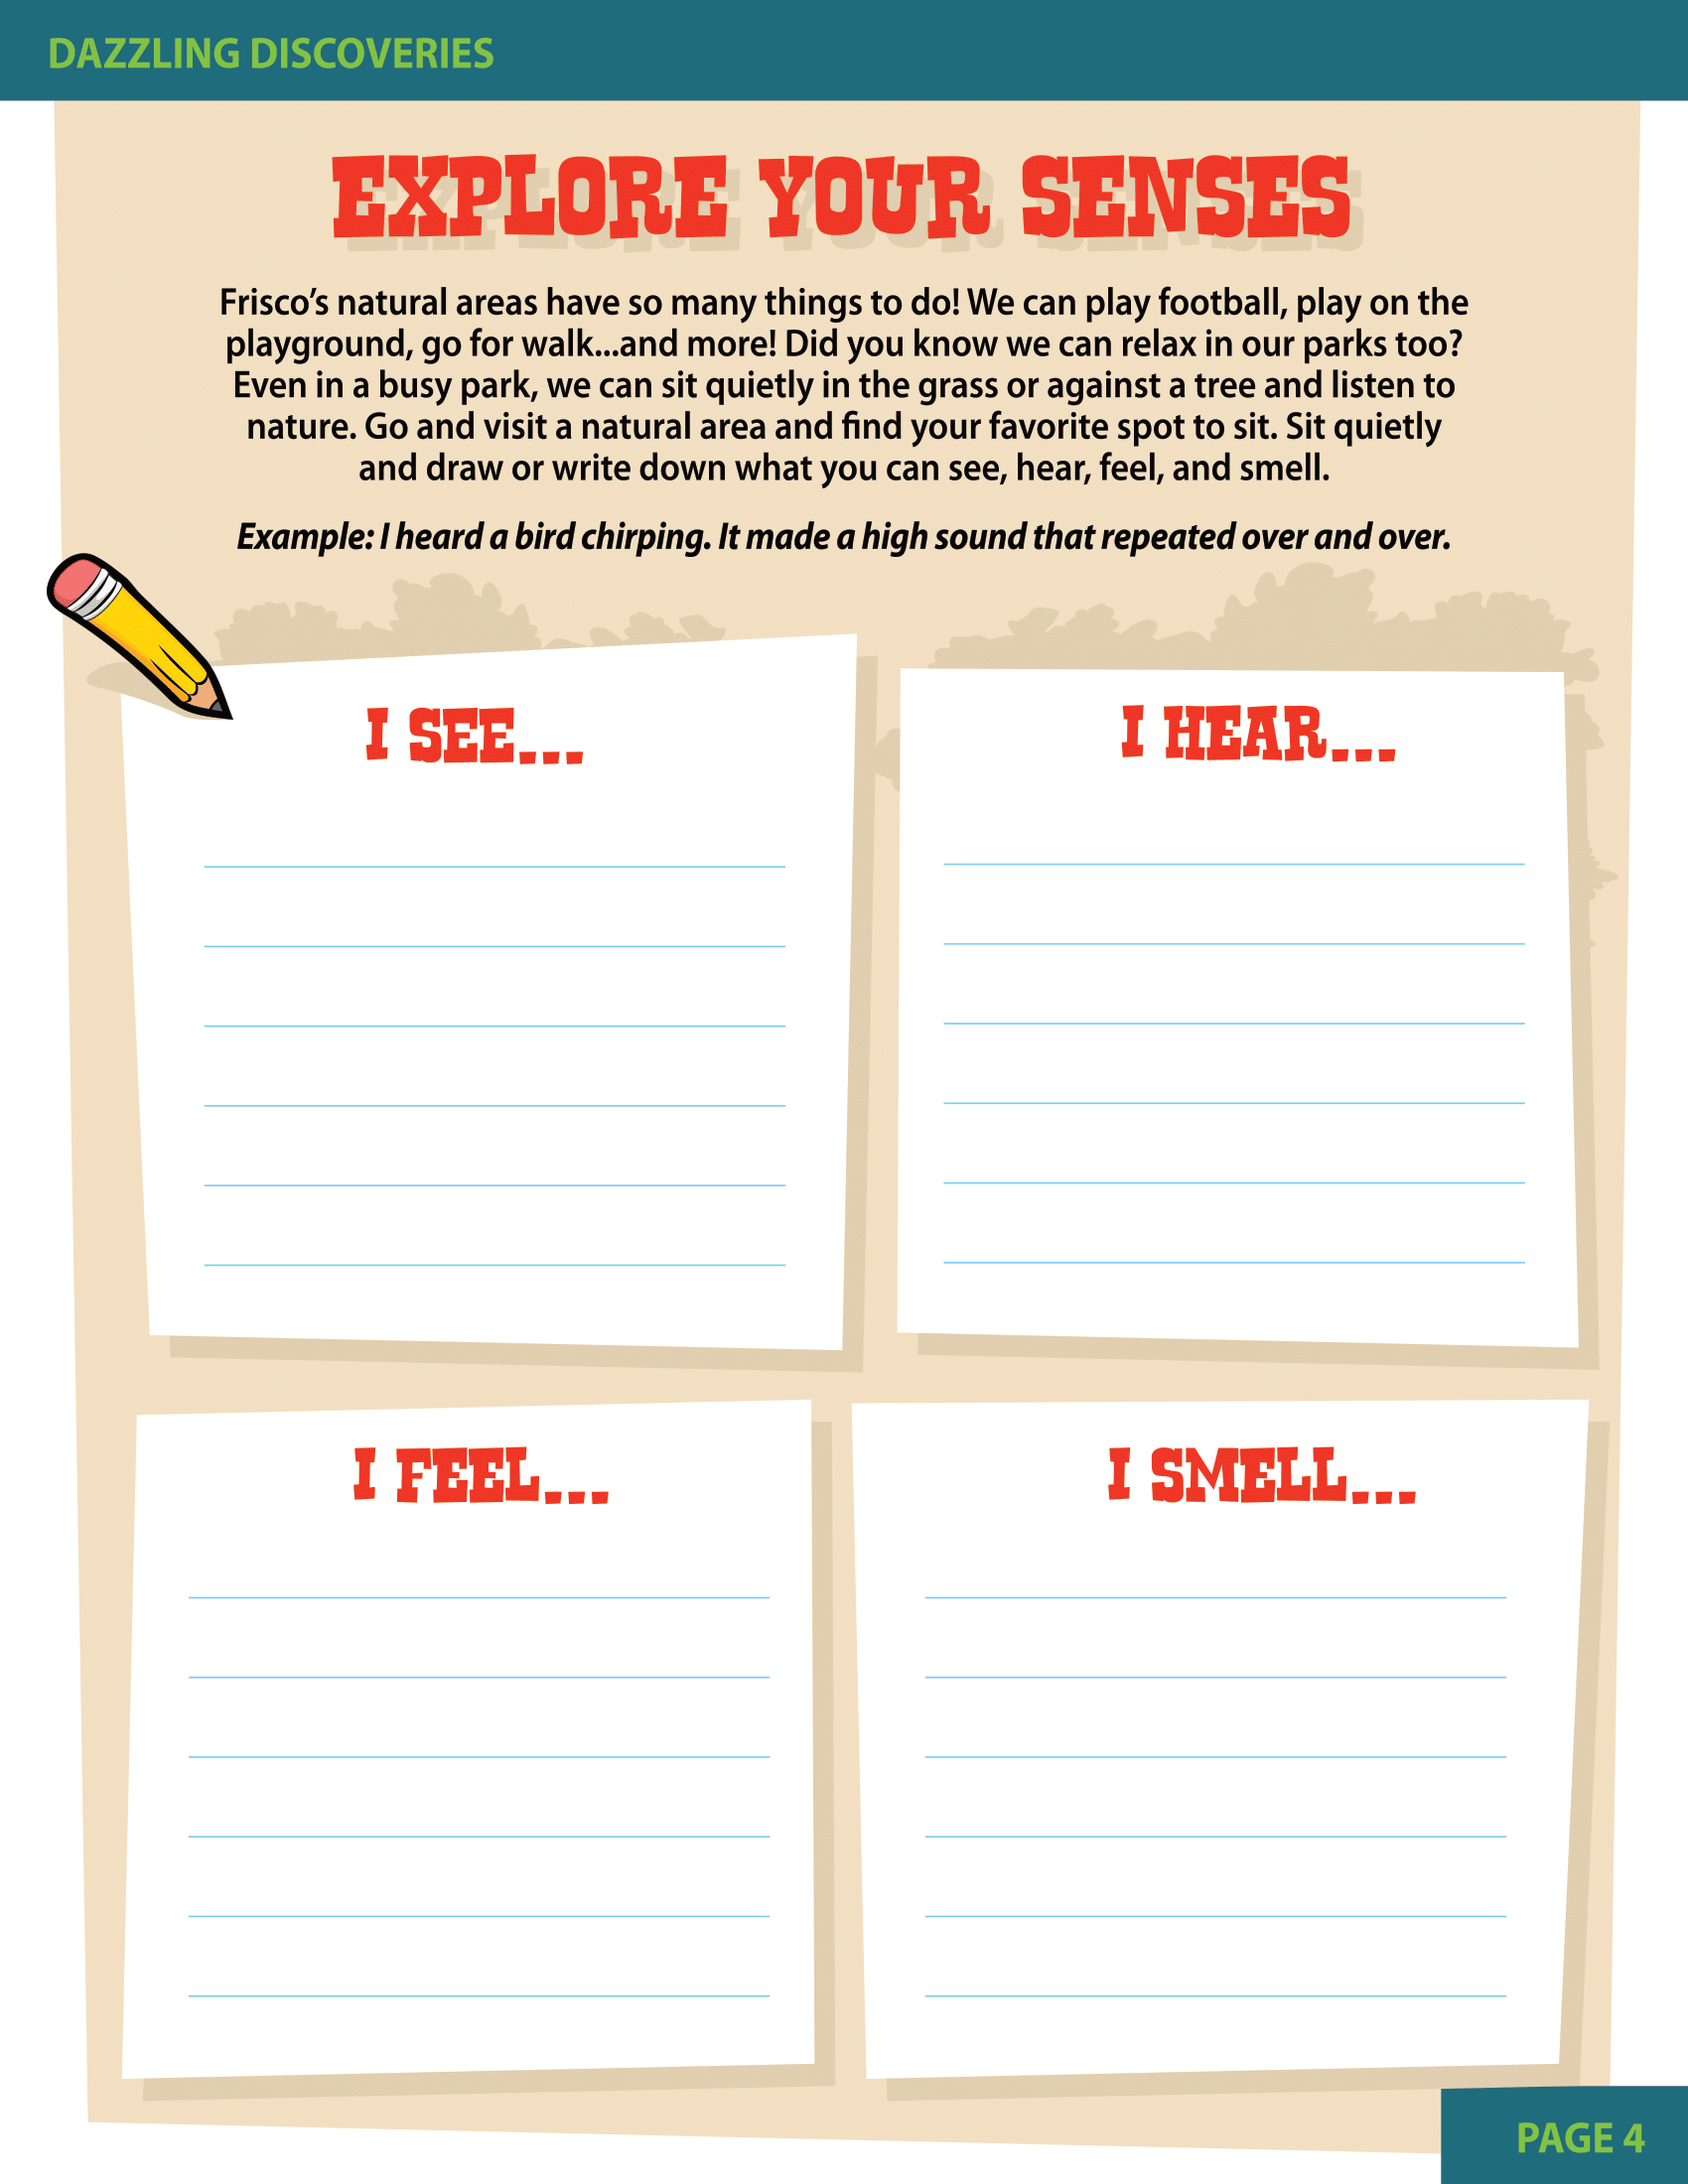 DAZZLING DISCOVERIES
EXPLORE YOUR SENSES
Frisco’s natural areas have so many things to do! We can play football, play on the
playground, go for walk...and more! Did you know we can relax in our parks too?
Even in a busy park, we can sit quietly in the grass or against a tree and listen to
nature. Go and visit a natural area and find your favorite spot to sit. Sit quietly
and draw or write down what you can see, hear, feel, and smell.
Example: I heard a bird chirping. It made a high sound that repeated over and over.
I SEE...
I HEAR...
I FEEL...
I SMELL...
PAGE 4